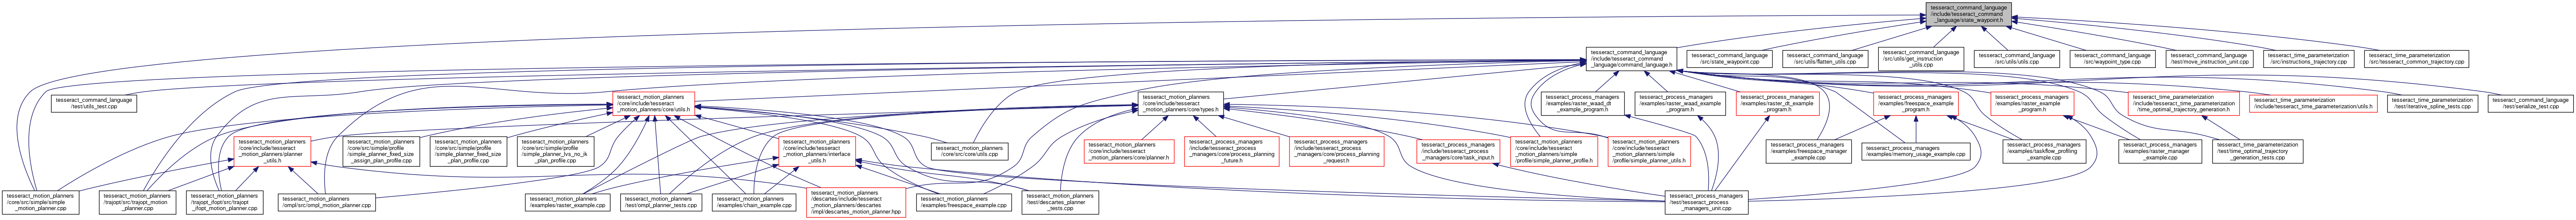 tesseract_command_language
/include/tesseract_command
_language/state_waypoint.h
tesseract_command_language
/include/tesseract_command
_language/command_language.h
tesseract_command_language
/src/state_waypoint.cpp
tesseract_command_language
/src/utils/flatten_utils.cpp
tesseract_command_language
/src/utils/get_instruction
_utils.cpp
tesseract_command_language
/src/utils/utils.cpp
tesseract_command_language
/src/waypoint_type.cpp
tesseract_command_language
/test/move_instruction_unit.cpp
tesseract_time_parameterization
/src/instructions_trajectory.cpp
tesseract_time_parameterization
/src/tesseract_common_trajectory.cpp
tesseract_command_language
/test/utils_test.cpp
tesseract_motion_planners
/core/include/tesseract
_motion_planners/core/utils.h
tesseract_motion_planners
/core/include/tesseract
_motion_planners/core/types.h
tesseract_process_managers
/examples/raster_waad_dt
_example_program.h
tesseract_process_managers
/examples/raster_waad_example
_program.h
tesseract_process_managers
/examples/raster_dt_example
_program.h
tesseract_process_managers
/examples/freespace_example
_program.h
tesseract_process_managers
/examples/raster_example
_program.h
tesseract_time_parameterization
/include/tesseract_time_parameterization
/time_optimal_trajectory_generation.h
tesseract_time_parameterization
/include/tesseract_time_parameterization/utils.h
tesseract_time_parameterization
/test/iterative_spline_tests.cpp
tesseract_command_language
/test/serialize_test.cpp
tesseract_motion_planners
/core/include/tesseract
_motion_planners/planner
_utils.h
tesseract_motion_planners
/core/src/simple/profile
/simple_planner_fixed_size
_assign_plan_profile.cpp
tesseract_motion_planners
/core/src/simple/profile
/simple_planner_fixed_size
_plan_profile.cpp
tesseract_motion_planners
/core/src/simple/profile
/simple_planner_lvs_no_ik
_plan_profile.cpp
tesseract_motion_planners
/core/include/tesseract
_motion_planners/interface
_utils.h
tesseract_motion_planners
/core/src/core/utils.cpp
tesseract_motion_planners
/core/include/tesseract
_motion_planners/core/planner.h
tesseract_process_managers
/include/tesseract_process
_managers/core/process_planning
_future.h
tesseract_process_managers
/include/tesseract_process
_managers/core/process_planning
_request.h
tesseract_process_managers
/include/tesseract_process
_managers/core/task_input.h
tesseract_motion_planners
/core/include/tesseract
_motion_planners/simple
/profile/simple_planner_profile.h
tesseract_motion_planners
/core/include/tesseract
_motion_planners/simple
/profile/simple_planner_utils.h
tesseract_process_managers
/examples/freespace_manager
_example.cpp
tesseract_process_managers
/examples/memory_usage_example.cpp
tesseract_process_managers
/examples/taskflow_profiling
_example.cpp
tesseract_process_managers
/examples/raster_manager
_example.cpp
tesseract_time_parameterization
/test/time_optimal_trajectory
_generation_tests.cpp
tesseract_motion_planners
/core/src/simple/simple
_motion_planner.cpp
tesseract_motion_planners
/trajopt/src/trajopt_motion
_planner.cpp
tesseract_motion_planners
/trajopt_ifopt/src/trajopt
_ifopt_motion_planner.cpp
tesseract_motion_planners
/ompl/src/ompl_motion_planner.cpp
tesseract_motion_planners
/examples/raster_example.cpp
tesseract_motion_planners
/test/ompl_planner_tests.cpp
tesseract_motion_planners
/examples/chain_example.cpp
tesseract_motion_planners
/descartes/include/tesseract
_motion_planners/descartes
/impl/descartes_motion_planner.hpp
tesseract_motion_planners
/examples/freespace_example.cpp
tesseract_motion_planners
/test/descartes_planner
_tests.cpp
tesseract_process_managers
/test/tesseract_process
_managers_unit.cpp